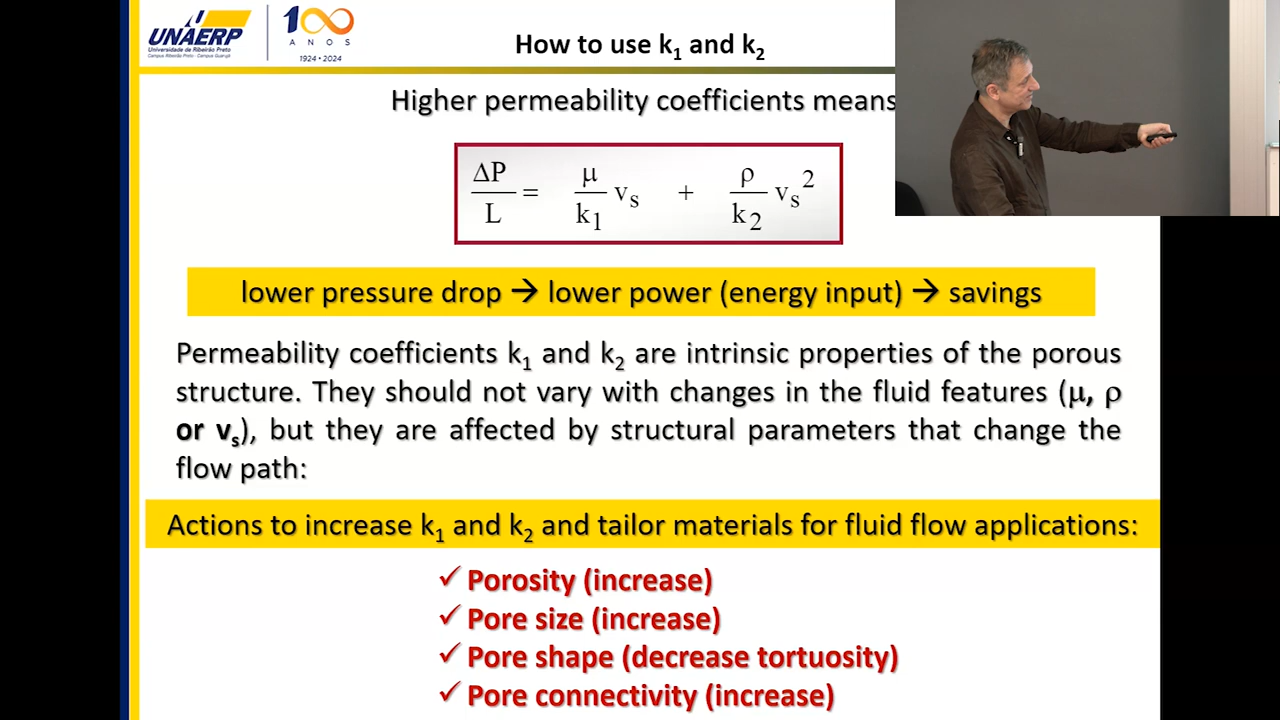 UNAERP
Universidade de Ribeirão Preto
Campus Ribeirão Preto - Campus Guarujá
100
ANOS
1924 • 2024
How to use k₁ and k₂
Higher permeability coefficients means
ΔP/L = μ/k₁ vₛ + ρ/k₂ vₛ²
lower pressure drop → lower power (energy input) → savings
Permeability coefficients k₁ and k₂ are intrinsic properties of the porous
structure. They should not vary with changes in the fluid features (μ, ρ
or vₛ), but they are affected by structural parameters that change the
flow path:
Actions to increase k₁ and k₂ and tailor materials for fluid flow applications:
✓ Porosity (increase)
✓ Pore size (increase)
✓ Pore shape (decrease tortuosity)
✓ Pore connectivity (increase)